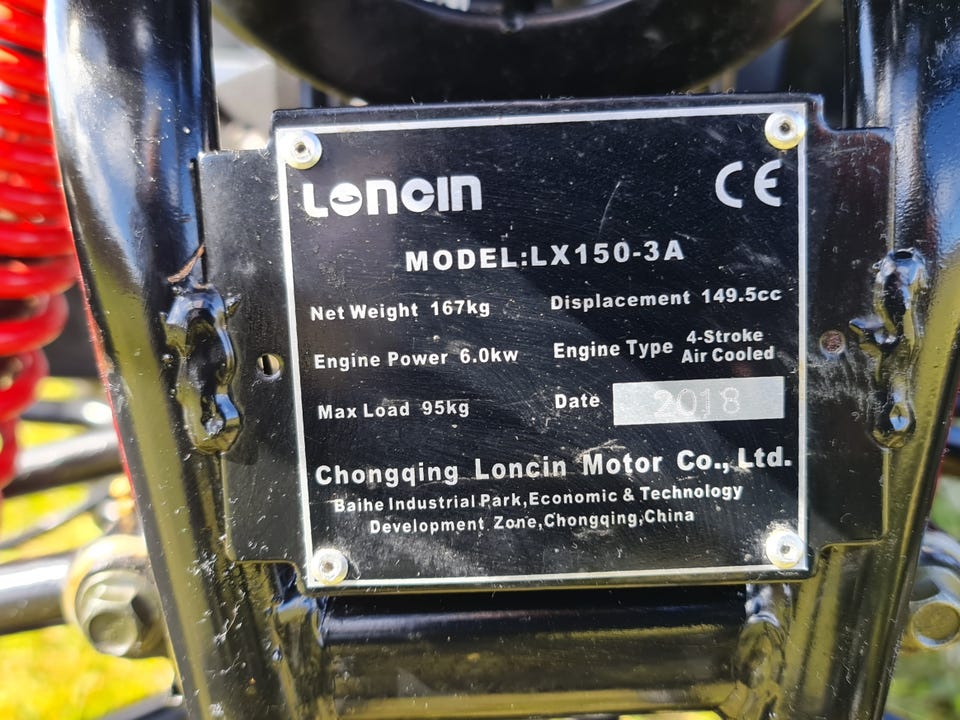 LONCIN CE
MODEL:LX150-3A
Net Weight 167kg Displacement 149.5cc
Engine Power 6.0kw Engine Type 4-Stroke Air Cooled
Max Load 95kg Date 2018
Chongqing Loncin Motor Co., Ltd.
Baihe Industrial Park,Economic & Technology
Development Zone,Chongqing,China